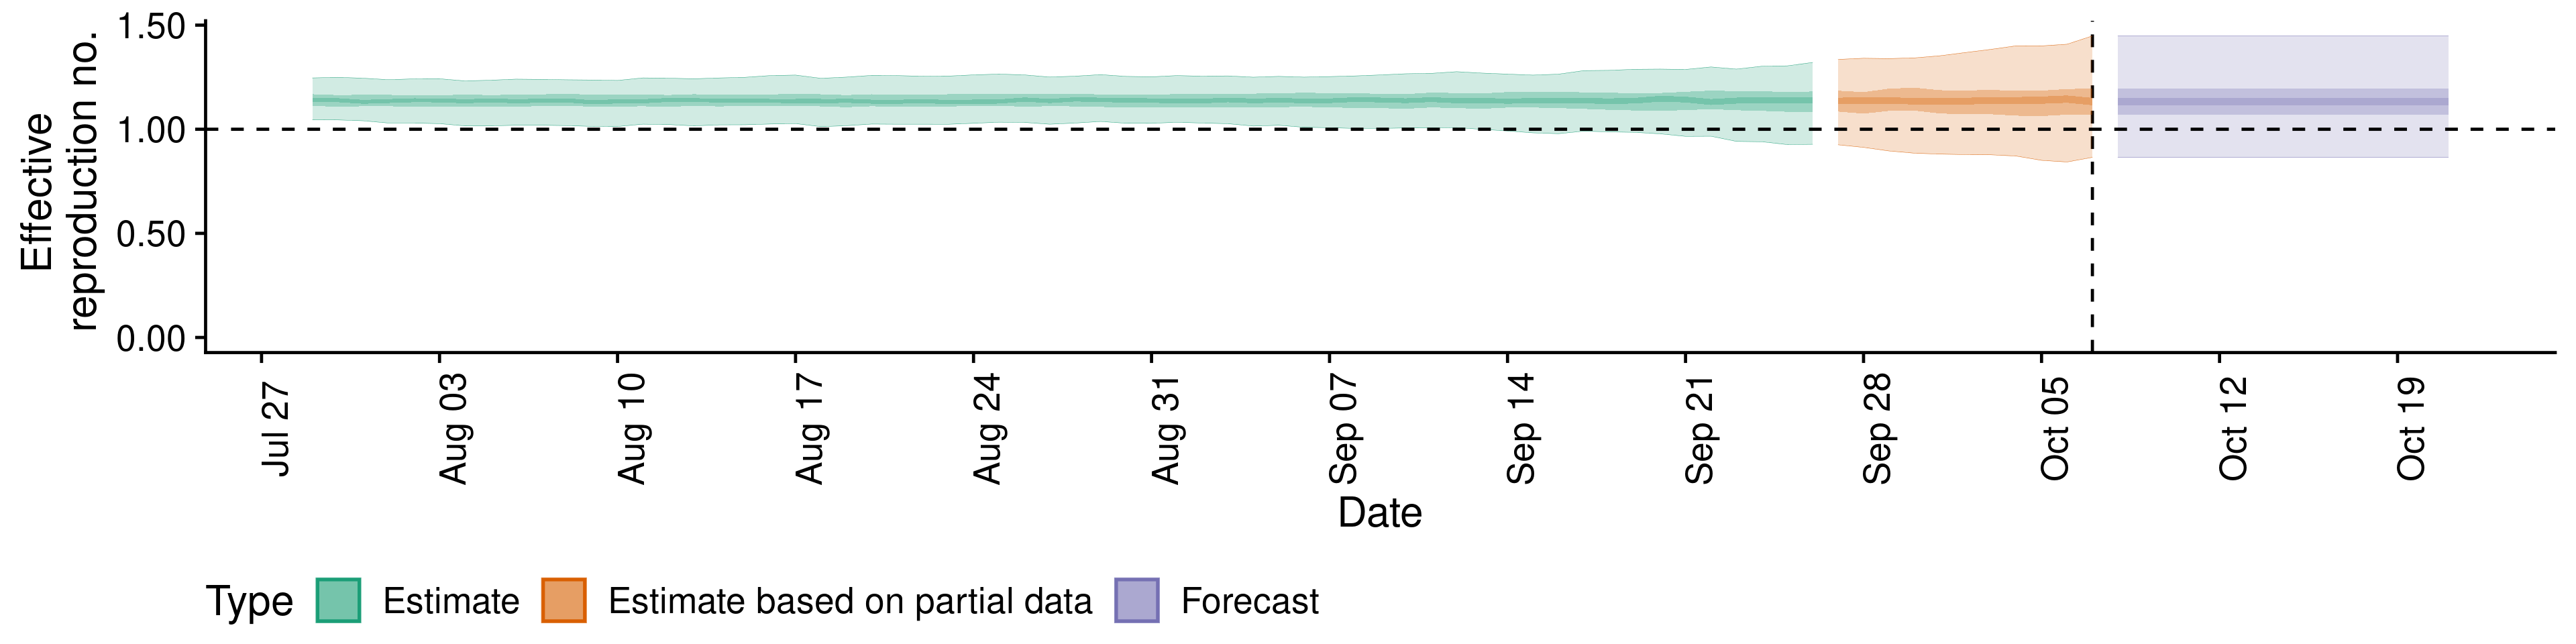 Effective
reproduction no.
1.50
1.00
0.50
0.00
Jul 27
Aug 03
Aug 10
Aug 17
Aug 24
Aug 31
Sep 07
Sep 14
Sep 21
Sep 28
Oct 05
Oct 12
Oct 19
Date
Type Estimate Estimate based on partial data Forecast